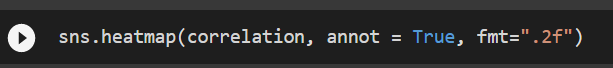 sns.heatmap(correlation, annot = True, fmt=".2f")